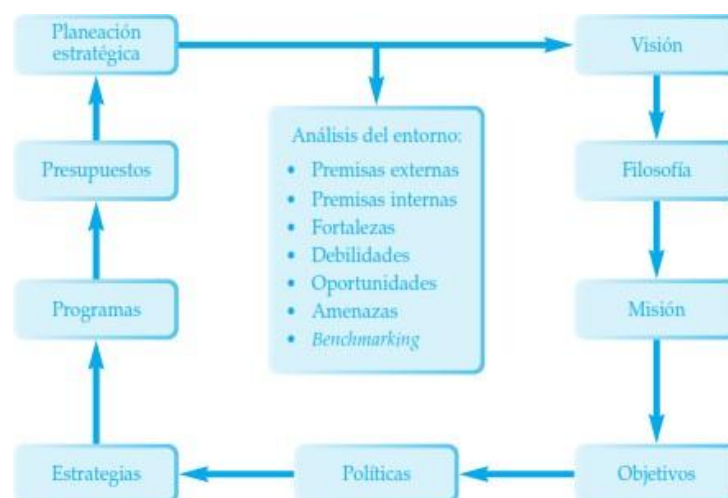 Planeación
estratégica
Visión
Análisis del entorno:
• Premisas externas
• Premisas internas
• Fortalezas
• Debilidades
• Oportunidades
• Amenazas
• Benchmarking
Presupuestos
Filosofía
Programas
Misión
Estrategias
Políticas
Objetivos